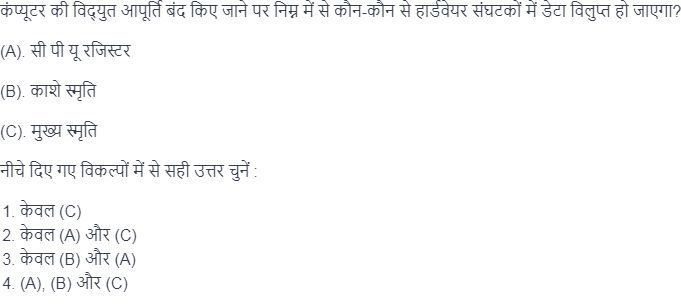 कंप्यूटर की विद्युत आपूर्ति बंद किए जाने पर निम्न में से कौन-कौन से हार्डवेयर संघटकों में डेटा विलुप्त हो जाएगा?
(A). सी पी यू रजिस्टर
(B). काशे स्मृति
(C). मुख्य स्मृति
नीचे दिए गए विकल्पों में से सही उत्तर चुनें :
1. केवल (C)
2. केवल (A) और (C)
3. केवल (B) और (A)
4. (A), (B) और (C)